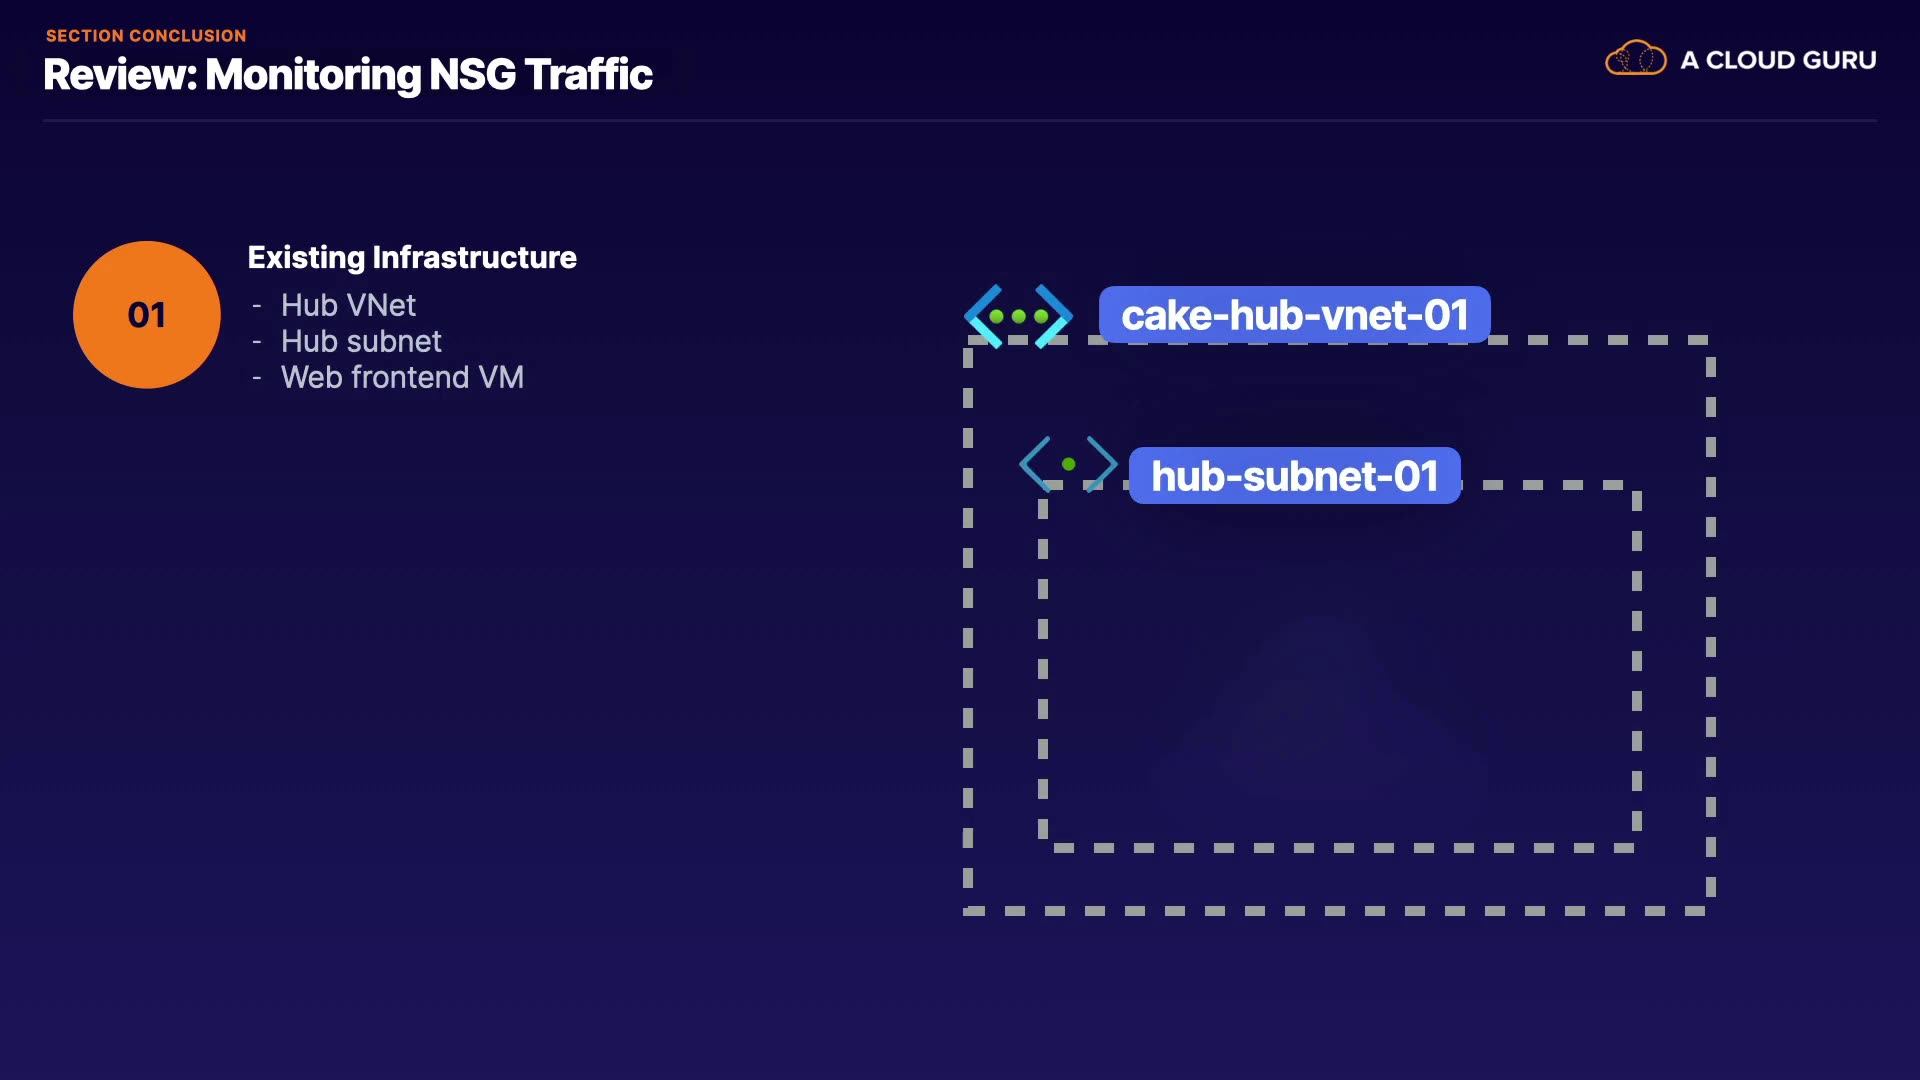 SECTION CONCLUSION
Review: Monitoring NSG Traffic
A CLOUD GURU
01
Existing Infrastructure
- Hub VNet
- Hub subnet
- Web frontend VM
cake-hub-vnet-01
hub-subnet-01